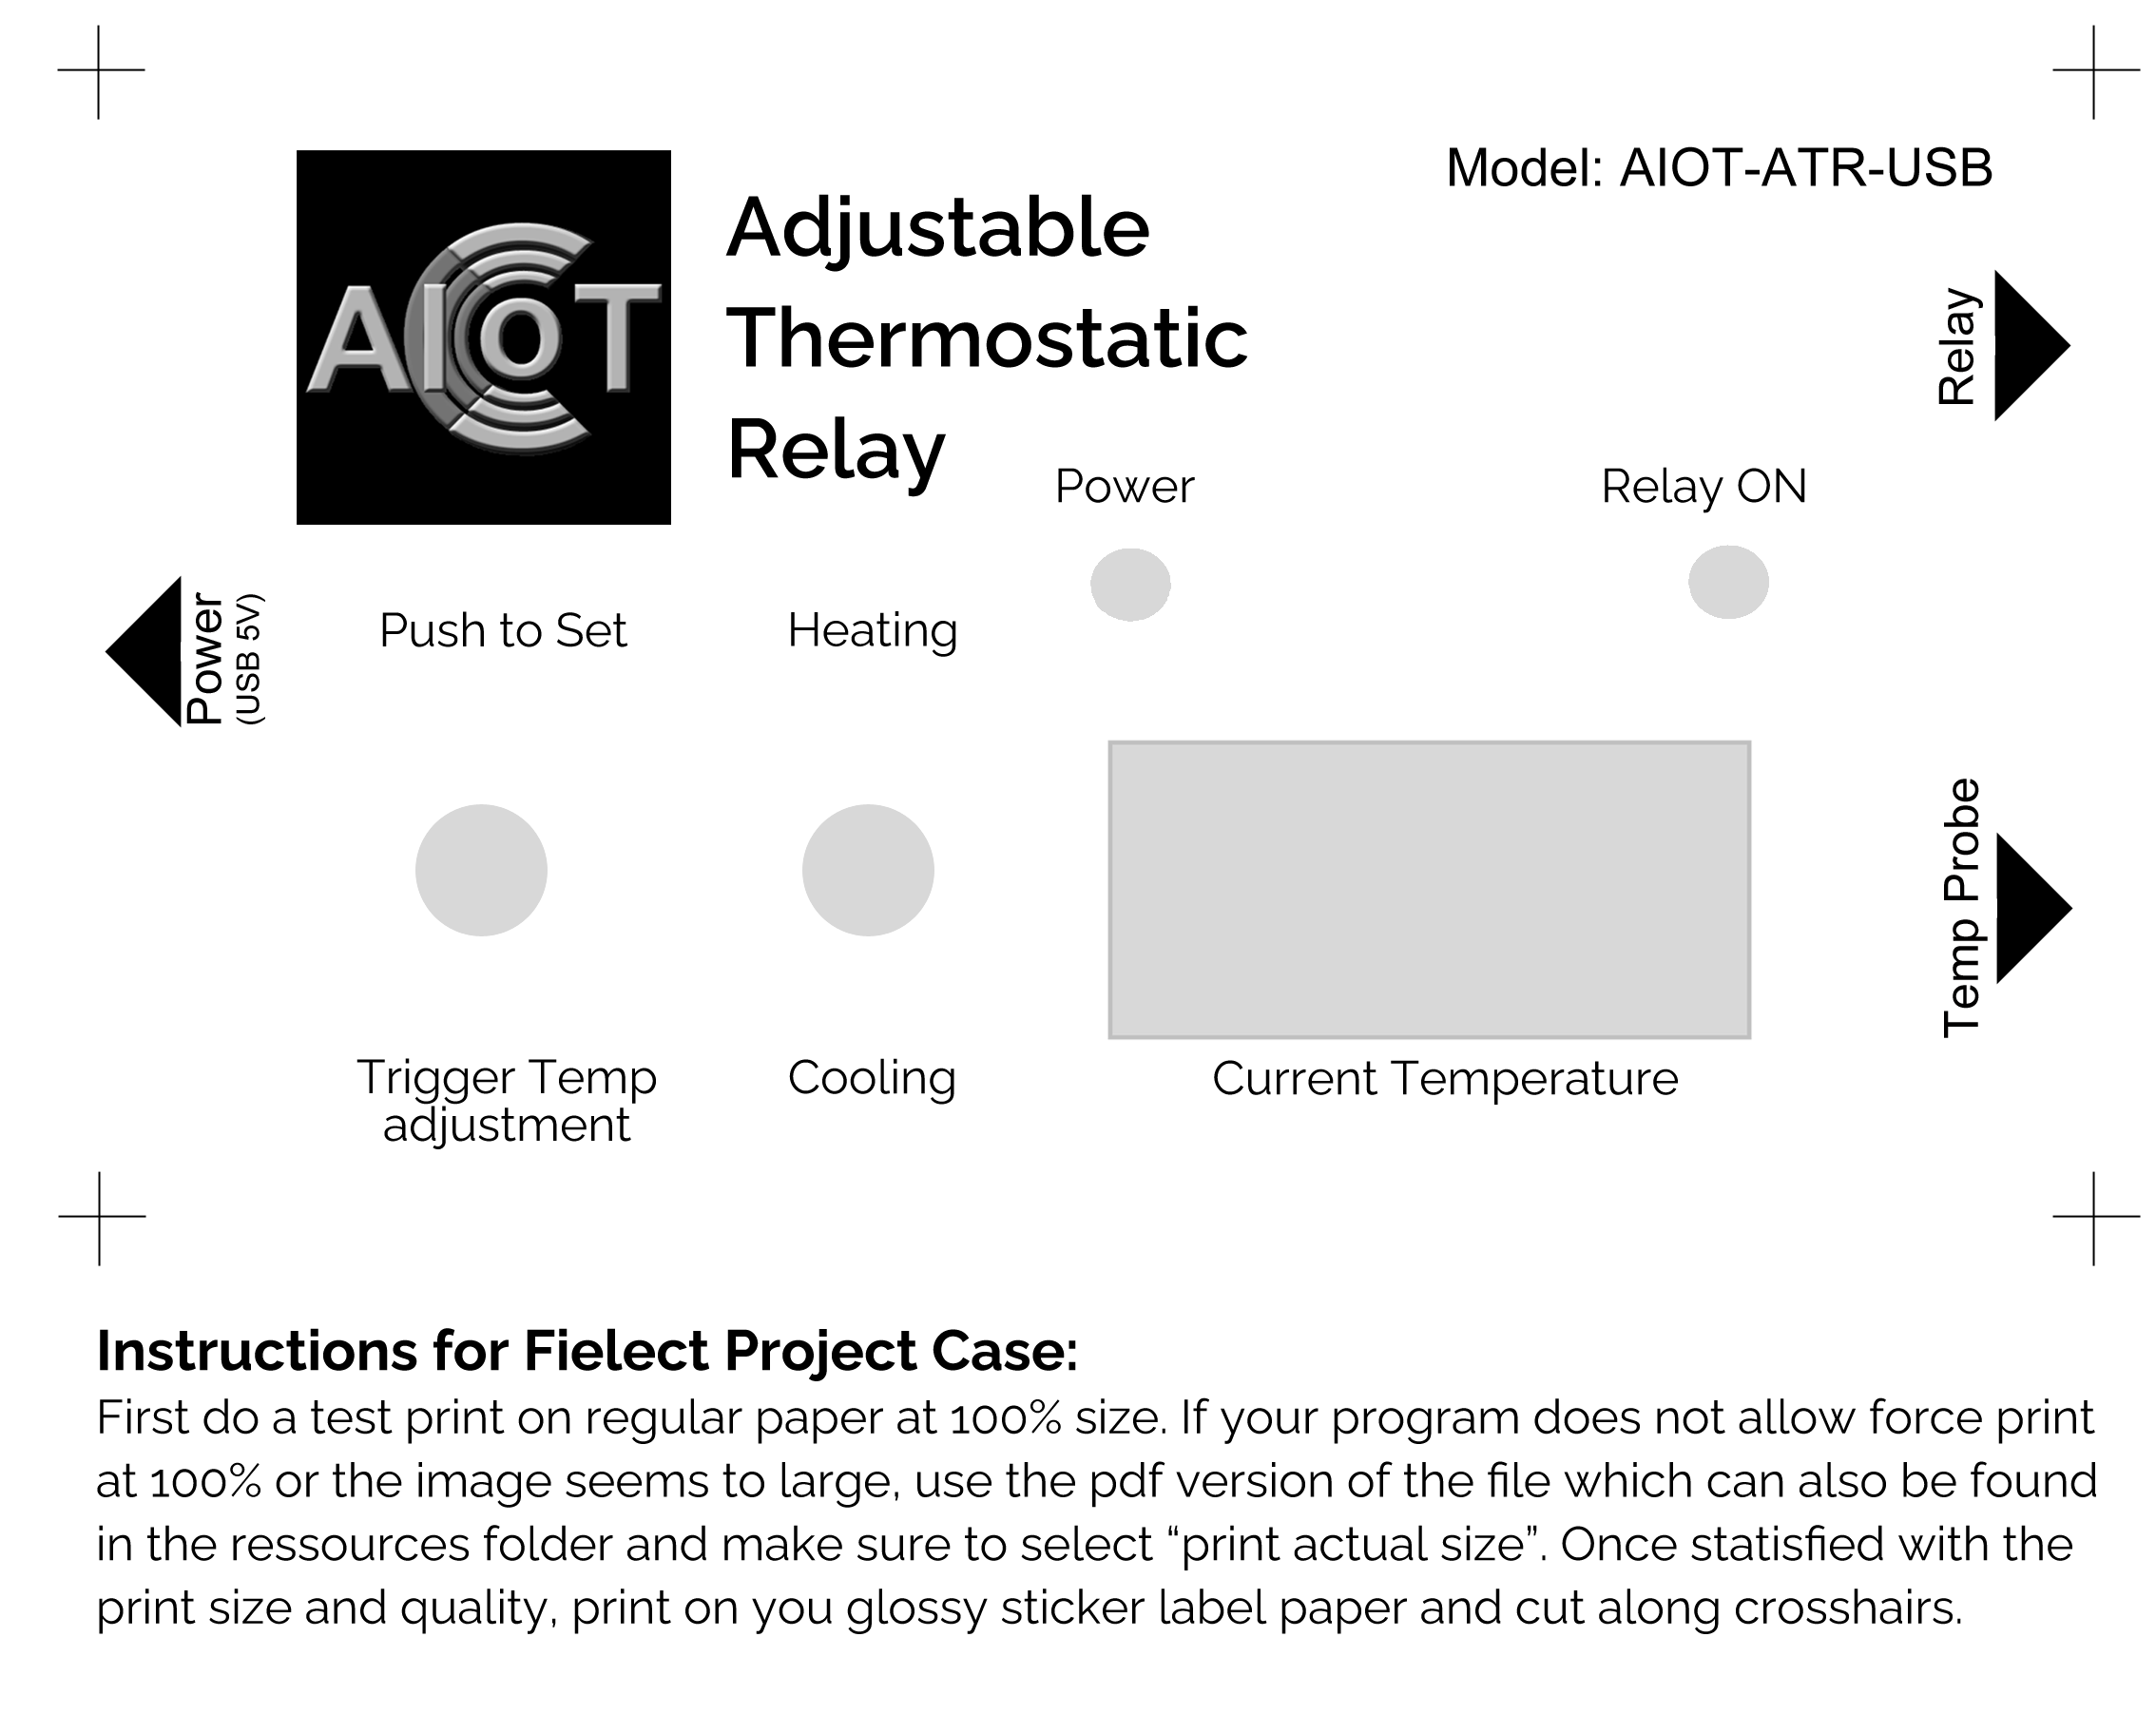 Model: AIOT-ATR-USB
AIOT
Adjustable
Thermostatic
Relay
Relay
Power
Relay ON
Power
(USB 5V)
Push to Set
Heating
Temp Probe
Trigger Temp
adjustment
Cooling
Current Temperature
Instructions for Fielect Project Case:
First do a test print on regular paper at 100% size. If your program does not allow force print
at 100% or the image seems to large, use the pdf version of the file which can also be found
in the ressources folder and make sure to select “print actual size”. Once statisfied with the
print size and quality, print on you glossy sticker label paper and cut along crosshairs.